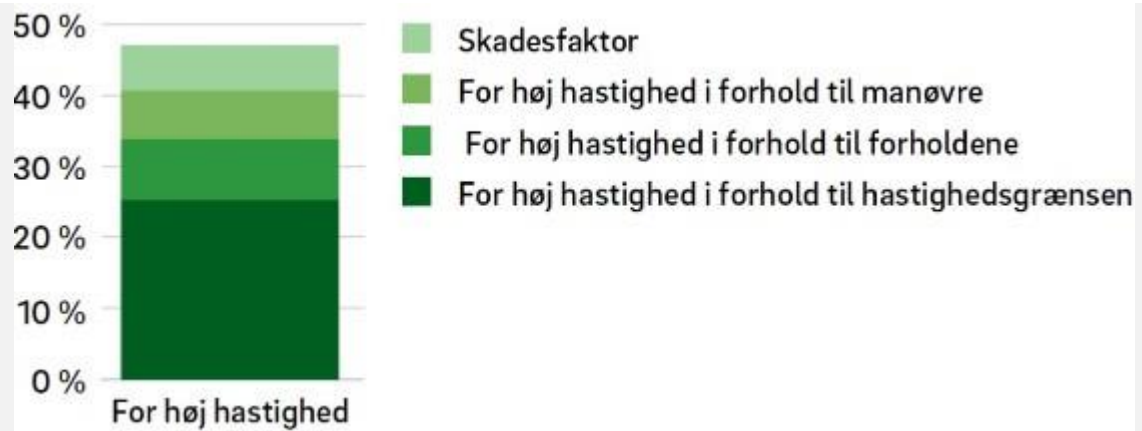 50 %
40 %
30 %
20 %
10 %
0 %
For høj hastighed
Skadesfaktor
For høj hastighed i forhold til manøvre
For høj hastighed i forhold til forholdene
For høj hastighed i forhold til hastighedsgrænsen